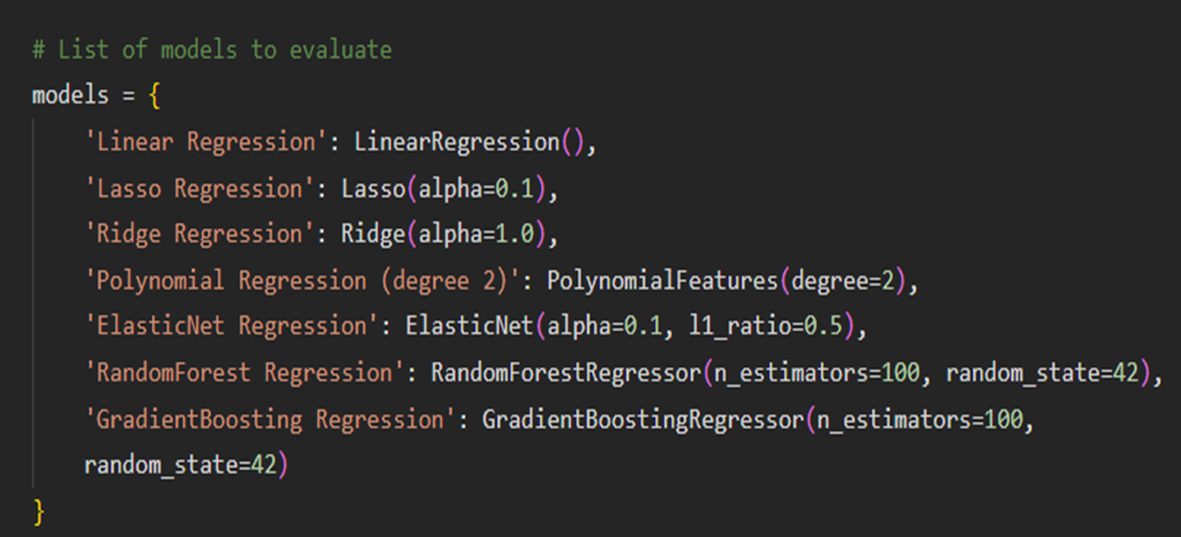 # List of models to evaluate
models = {
    'Linear Regression': LinearRegression(),
    'Lasso Regression': Lasso(alpha=0.1),
    'Ridge Regression': Ridge(alpha=1.0),
    'Polynomial Regression (degree 2)': PolynomialFeatures(degree=2),
    'ElasticNet Regression': ElasticNet(alpha=0.1, l1_ratio=0.5),
    'RandomForest Regression': RandomForestRegressor(n_estimators=100, random_state=42),
    'GradientBoosting Regression': GradientBoostingRegressor(n_estimators=100,
    random_state=42)
}